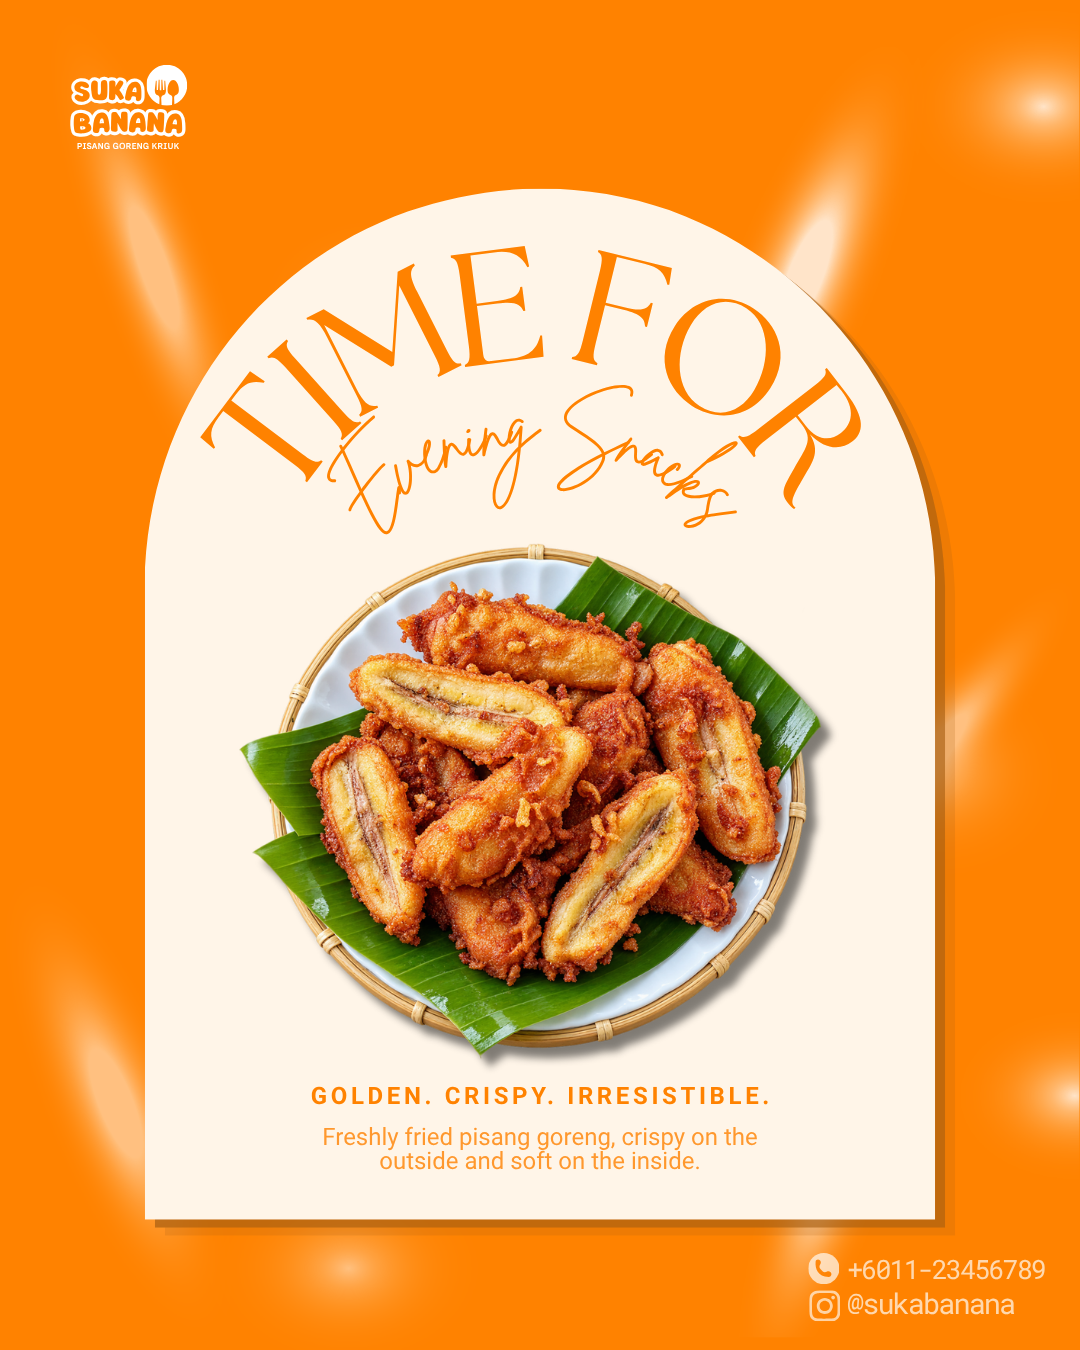 SUKA
BANANA
PISANG GORENG KRIUK
TIME FOR
Evening Snacks
GOLDEN. CRISPY. IRRESISTIBLE.
Freshly fried pisang goreng, crispy on the
outside and soft on the inside.
+6011-23456789
@sukabanana